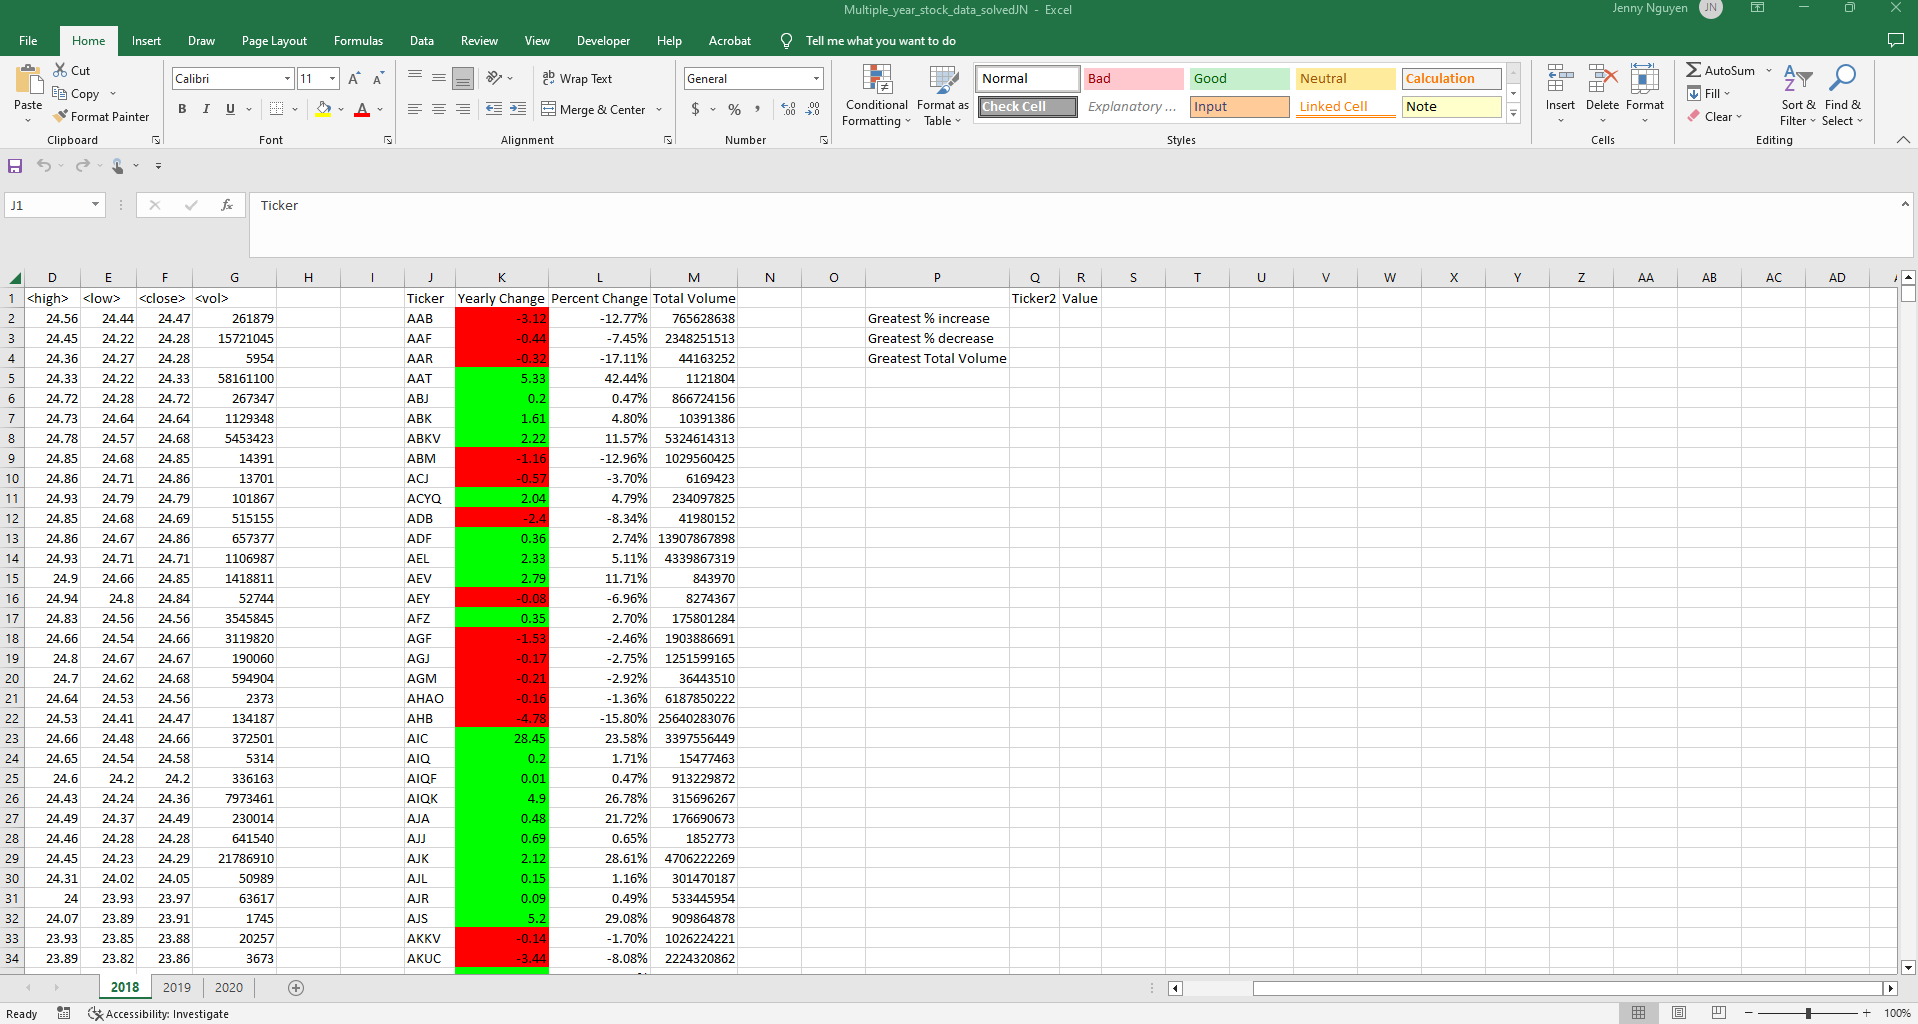 Multiple_year_stock_data_solvedJN - Excel
Jenny Nguyen JN
File Home Insert Draw Page Layout Formulas Data Review View Developer Help Acrobat Tell me what you want to do
Paste Cut Copy Format Painter Clipboard
Calibri 11 B I U Font
Wrap Text Merge & Center Alignment
General $ % , Number
Conditional Formatting Format as Table
Normal Bad Good Neutral Calculation
Check Cell Explanatory ... Input Linked Cell Note
Styles
Insert Delete Format Cells
AutoSum Fill Clear Sort & Filter Find & Select Editing
J1 fx Ticker
D E F G H I J K L M N O P Q R S T U V W X Y Z AA AB AC AD
1 <high> <low> <close> <vol> Ticker Yearly Change Percent Change Total Volume Ticker2 Value
2 24.56 24.44 24.47 261879 AAB -3.12 -12.77% 765628638 Greatest % increase
3 24.45 24.22 24.28 15721045 AAF -0.44 -7.45% 2348251513 Greatest % decrease
4 24.36 24.27 24.28 5954 AAR -0.32 -17.11% 44163252 Greatest Total Volume
5 24.33 24.22 24.33 58161100 AAT 5.33 42.44% 1121804
6 24.72 24.28 24.72 267347 ABJ 0.2 0.47% 866724156
7 24.73 24.64 24.64 1129348 ABK 1.61 4.80% 10391386
8 24.78 24.57 24.68 5453423 ABKV 2.22 11.57% 5324614313
9 24.85 24.68 24.85 14391 ABM -1.16 -12.96% 1029560425
10 24.86 24.71 24.86 13701 ACJ -0.57 -3.70% 6169423
11 24.93 24.79 24.79 101867 ACYQ 2.04 4.79% 234097825
12 24.85 24.68 24.69 515155 ADB -2.4 -8.34% 41980152
13 24.86 24.67 24.86 657377 ADF 0.36 2.74% 13907867898
14 24.93 24.71 24.71 1106987 AEL 2.33 5.11% 4339867319
15 24.9 24.66 24.85 1418811 AEV 2.79 11.71% 843970
16 24.94 24.8 24.84 52744 AEY -0.08 -6.96% 8274367
17 24.83 24.56 24.56 3545845 AFZ 0.35 2.70% 175801284
18 24.66 24.54 24.66 3119820 AGF -1.53 -2.46% 1903886691
19 24.8 24.67 24.67 190060 AGJ -0.17 -2.75% 1251599165
20 24.7 24.62 24.68 594904 AGM -0.21 -2.92% 36443510
21 24.64 24.53 24.56 2373 AHAO -0.16 -1.36% 6187850222
22 24.53 24.41 24.47 134187 AHB -4.78 -15.80% 25640283076
23 24.66 24.48 24.66 372501 AIC 28.45 23.58% 3397556449
24 24.65 24.54 24.58 5314 AIQ 0.2 1.71% 15477463
25 24.6 24.2 24.2 336163 AIQF 0.01 0.47% 913229872
26 24.43 24.24 24.36 7973461 AIQK 4.9 26.78% 315696267
27 24.49 24.37 24.49 230014 AJA 0.48 21.72% 176690673
28 24.46 24.28 24.28 641540 AJJ 0.69 0.65% 1852773
29 24.45 24.23 24.29 21786910 AJK 2.12 28.61% 4706222269
30 24.31 24.02 24.05 50989 AJL 0.15 1.16% 301470187
31 24 23.93 23.97 63617 AJR 0.09 0.49% 533445954
32 24.07 23.89 23.91 1745 AJS 5.2 29.08% 909864878
33 23.93 23.85 23.88 20257 AKKV -0.14 -1.70% 1026224221
34 23.89 23.82 23.86 3673 AKUC -3.44 -8.08% 2224320862
2018 2019 2020
Ready Accessibility: Investigate 100%